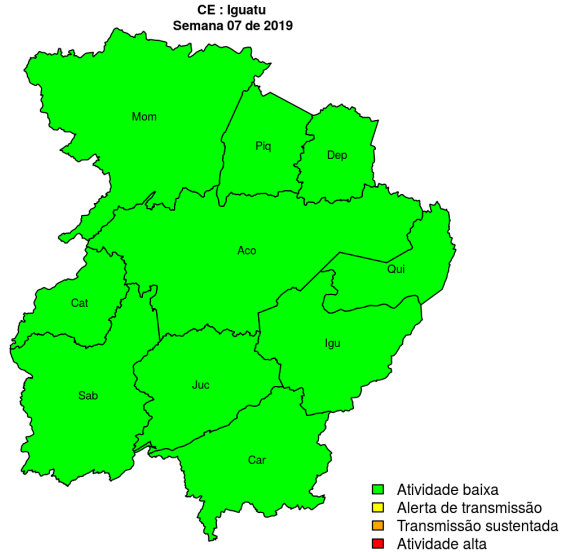 CE : Iguatu
Semana 07 de 2019
Mom
Piq
Dep
Aco
Qui
Cat
Igu
Juc
Sab
Car
Atividade baixa
Alerta de transmissão
Transmissão sustentada
Atividade alta